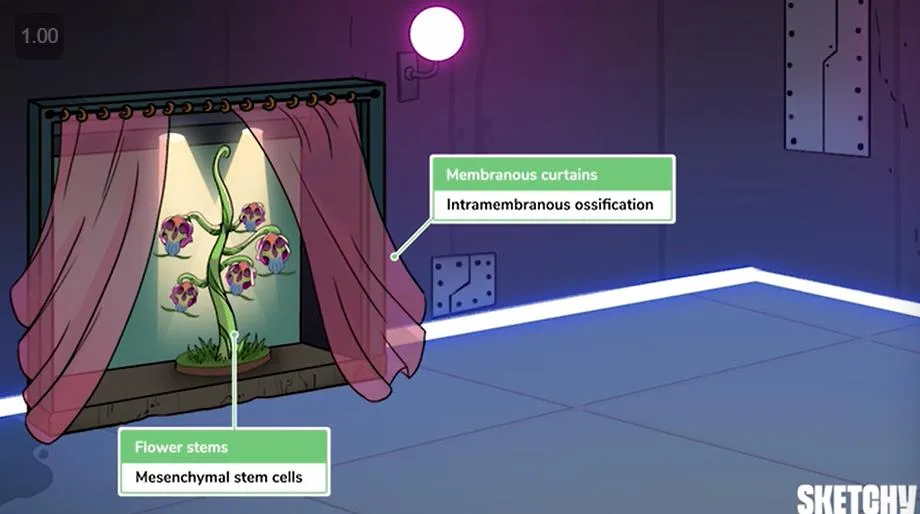 1.00
Membranous curtains
Intramembranous ossification
Flower stems
Mesenchymal stem cells
SKETCHY